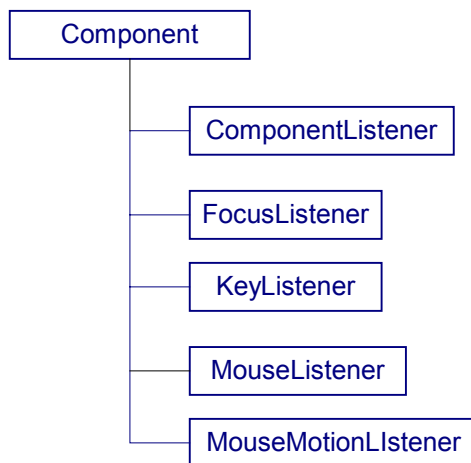 Component
ComponentListener
FocusListener
KeyListener
MouseListener
MouseMotionLIstener